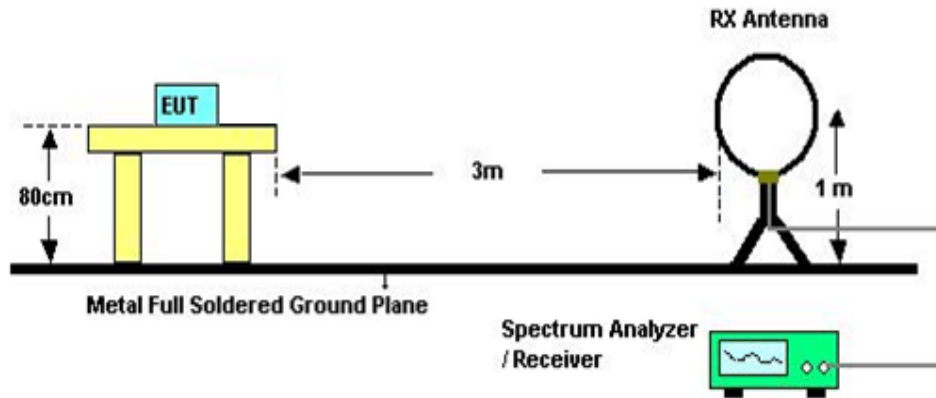 RX Antenna
EUT
3m
80cm
1 m
Metal Full Soldered Ground Plane
Spectrum Analyzer
/ Receiver